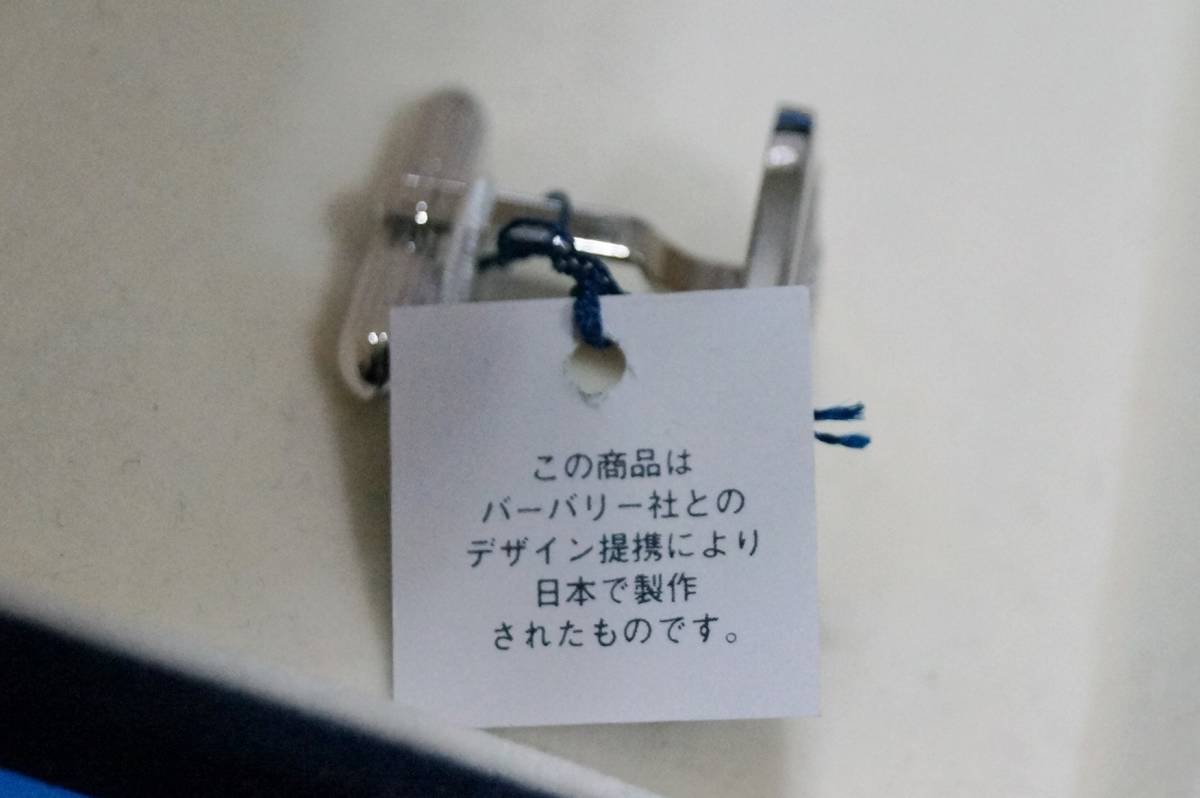 この商品は
バーバリー社との
デザイン提携により
日本で製作
されたものです。